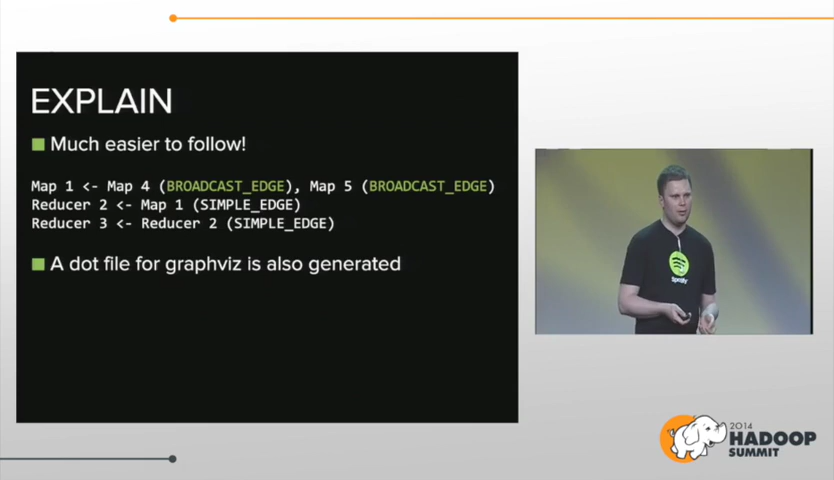 EXPLAIN
Much easier to follow!
Map 1 <- Map 4 (BROADCAST_EDGE), Map 5 (BROADCAST_EDGE)
Reducer 2 <- Map 1 (SIMPLE_EDGE)
Reducer 3 <- Reducer 2 (SIMPLE_EDGE)
A dot file for graphviz is also generated
Spotify
2014
HADOOP
SUMMIT